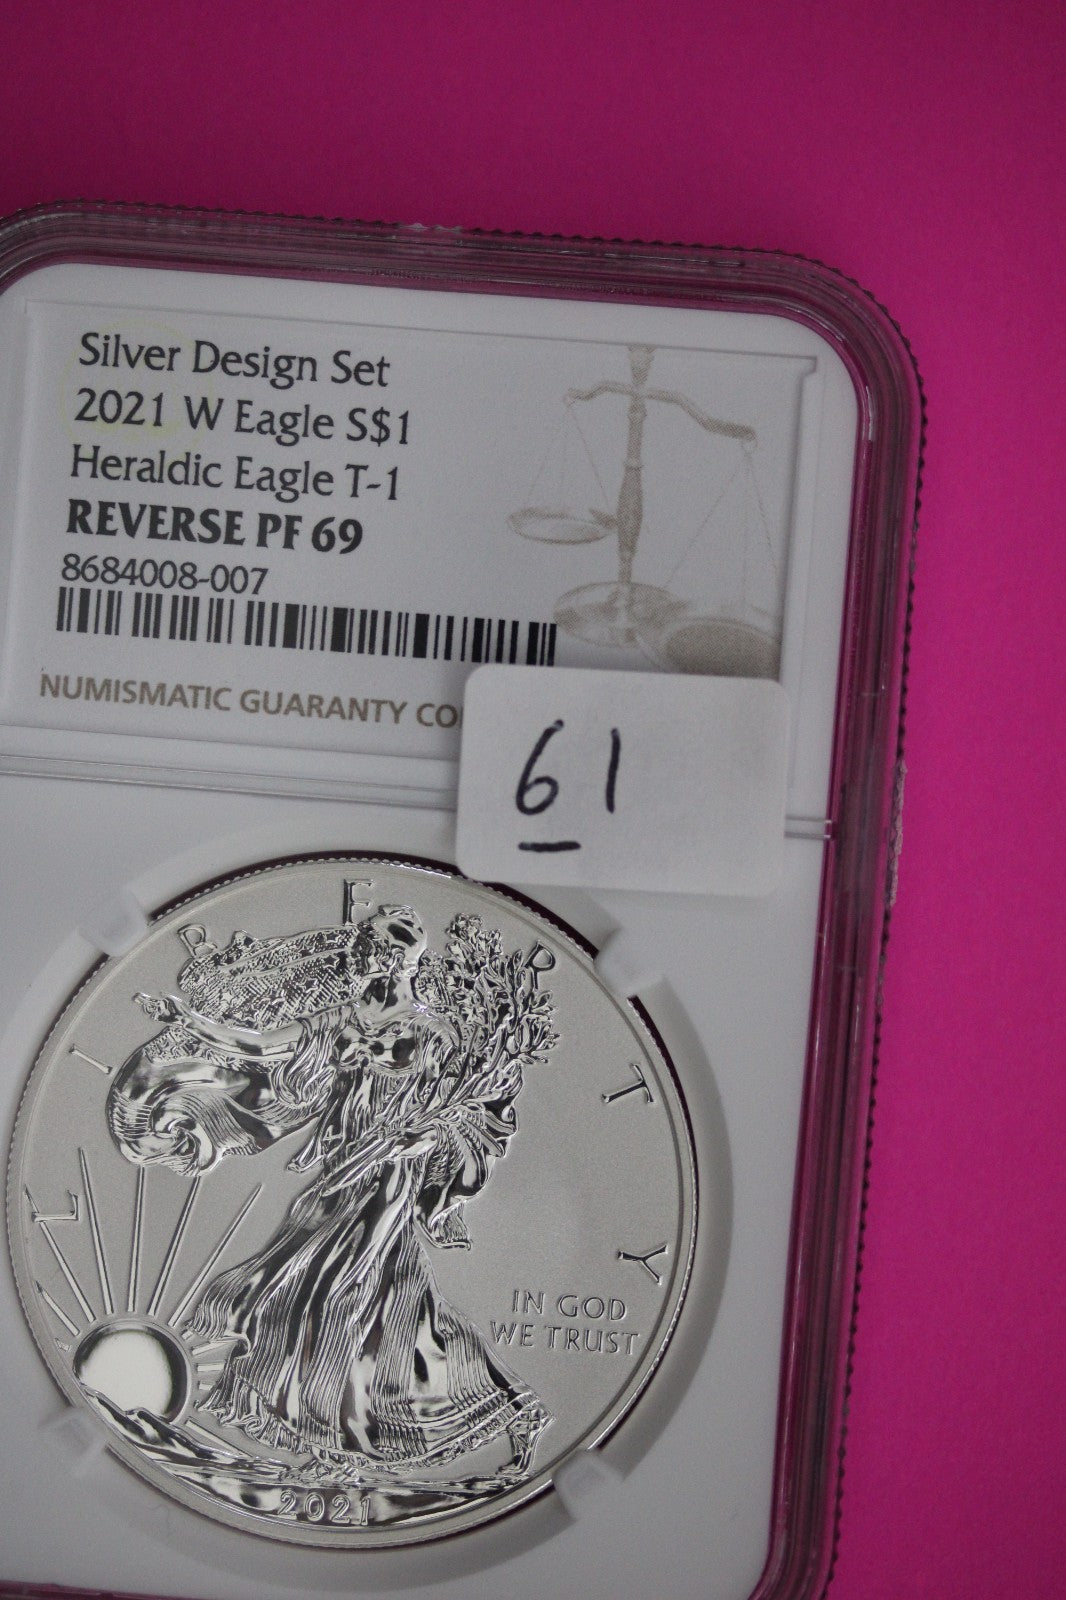 Silver Design Set
2021 W Eagle S$1
Heraldic Eagle T-1
REVERSE PF 69
8684008-007
NUMISMATIC GUARANTY
61
LIBERTY
IN GOD
WE TRUST
2021